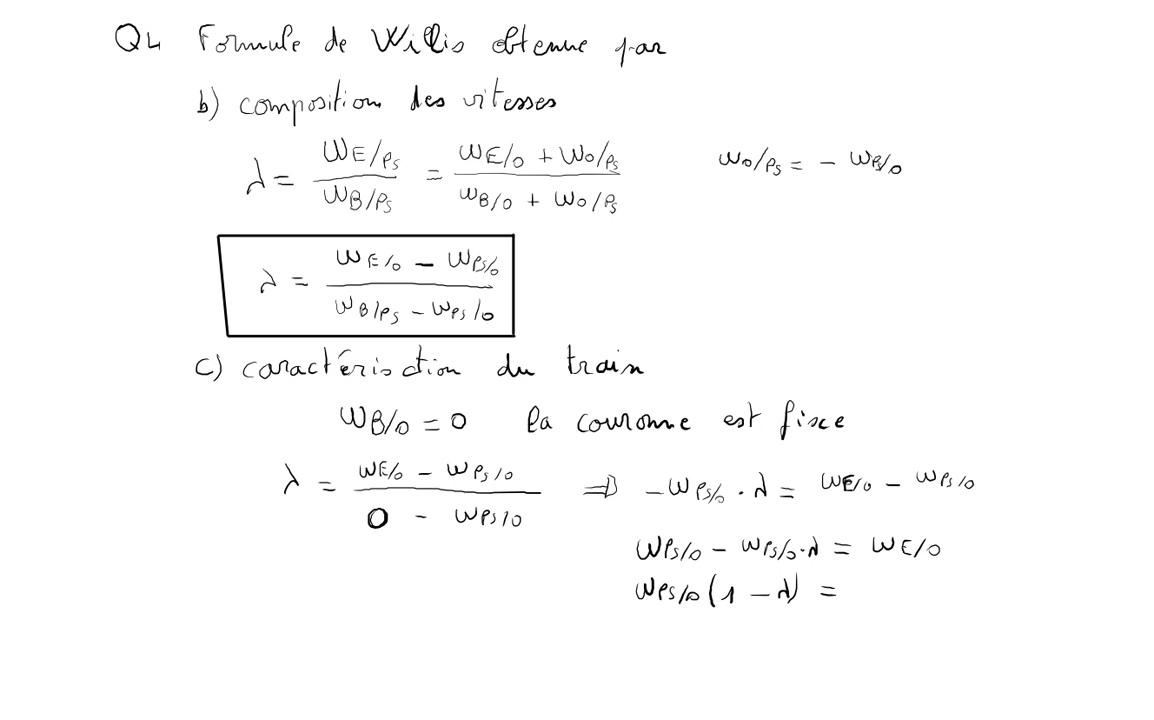 Q4 Formule de Willis obtenue par
b) composition des vitesses
λ = ωE/PS / ωB/PS = (ωE/0 + ω0/PS) / (ωB/0 + ω0/PS)    ω0/PS = - ωPS/0
λ = (ωE/0 - ωPS/0) / (ωB/PS - ωPS/0)
c) caractérisation du train
ωB/0 = 0 la couronne est fixe
λ = (ωE/0 - ωPS/0) / (0 - ωPS/0) ⇒ -ωPS/0 . λ = ωE/0 - ωPS/0
ωPS/0 - ωPS/0.λ = ωE/0
ωPS/0 (1 - λ) =